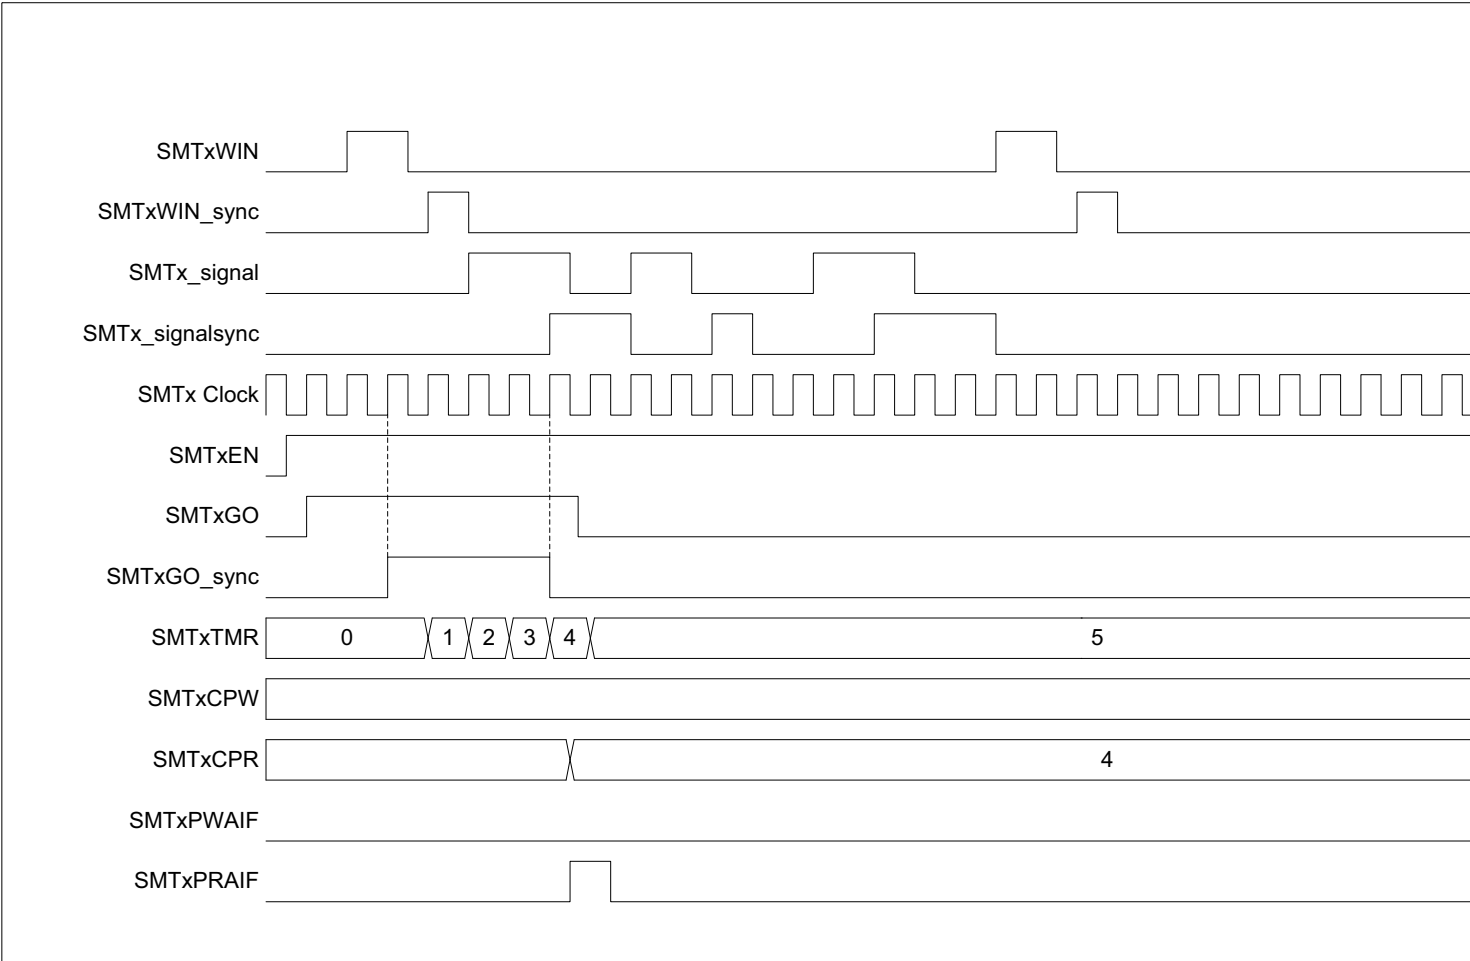 SMTxWIN
SMTxWIN_sync
SMTx_signal
SMTx_signalsync
SMTx Clock
SMTxEN
SMTxGO
SMTxGO_sync
SMTxTMR 0 1 2 3 4 5
SMTxCPW
SMTxCPR 4
SMTxPWAIF
SMTxPRAIF